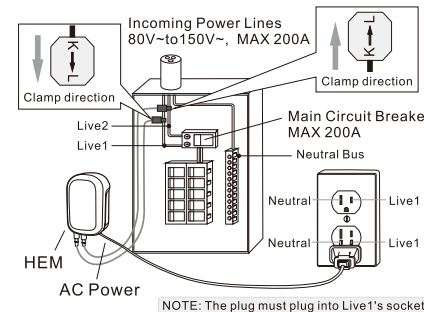 Incoming Power Lines
80V~to150V~, MAX 200A
K
L
Clamp direction
L
K
Clamp direction
Live2
Live1
Main Circuit Breake
MAX 200A
Neutral Bus
Neutral
Live1
Neutral
Live1
HEM
AC Power
NOTE: The plug must plug into Live1's socket